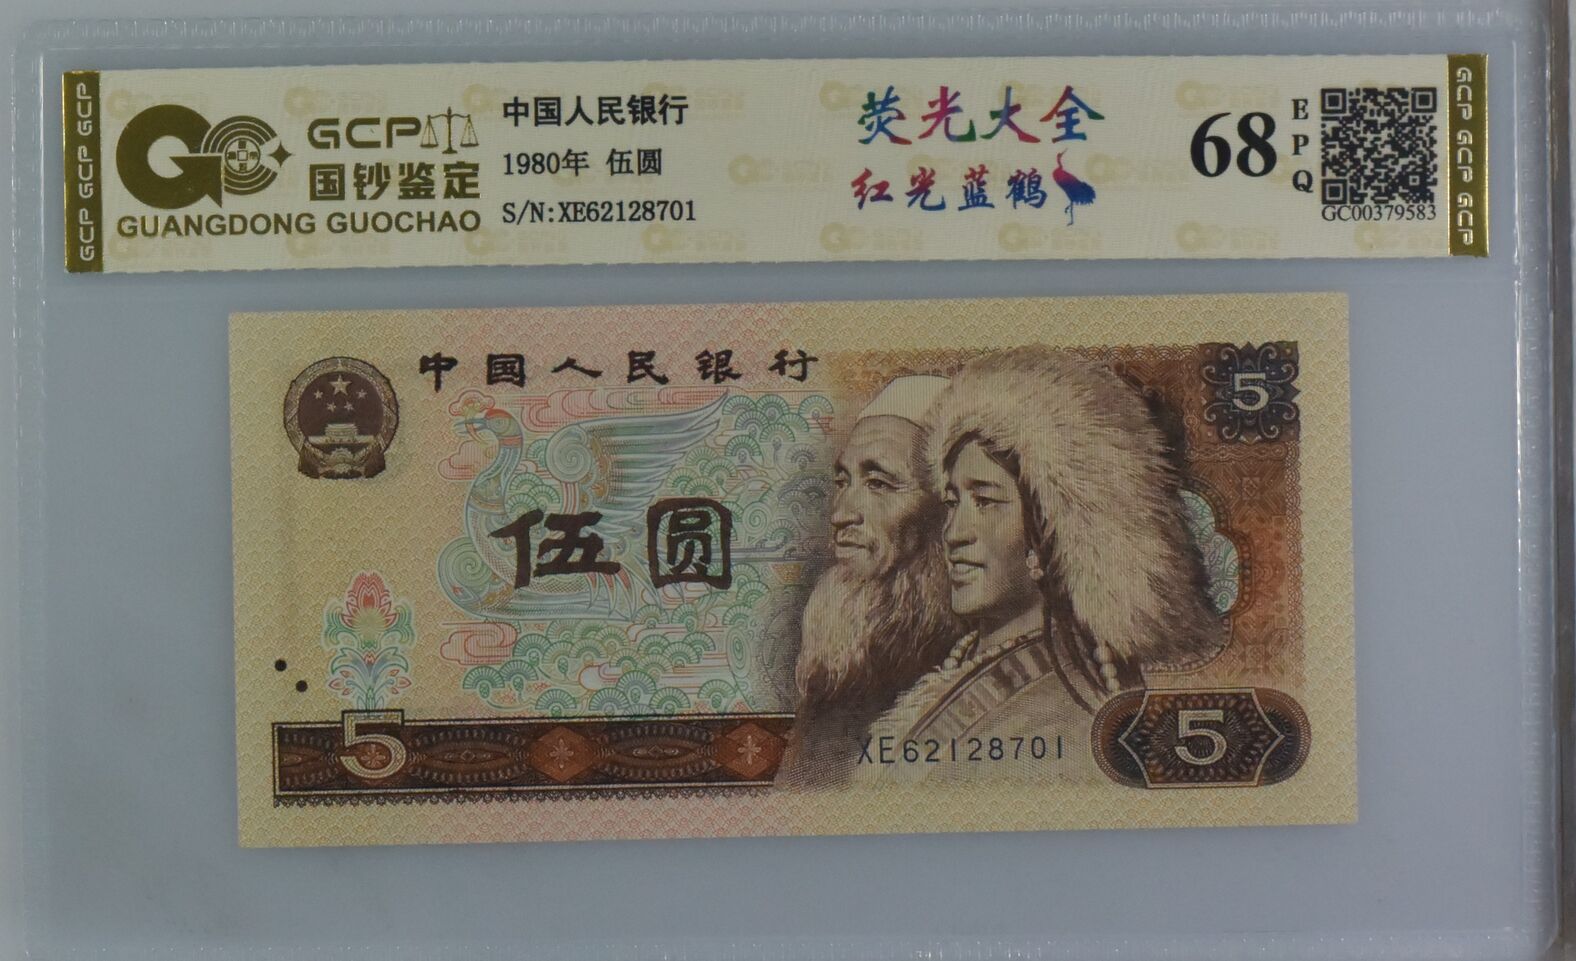 GCP GCP GCP
GCP
国钞鉴定
GUANGDONG GUOCHAO
中国人民银行
1980年 伍圆
S/N:XE62128701
荧光大全
红光蓝鹤
68
EPQ
GC00379583
GCP GCP GCP
中国人民银行
5
伍圆
5
XE62128701
5